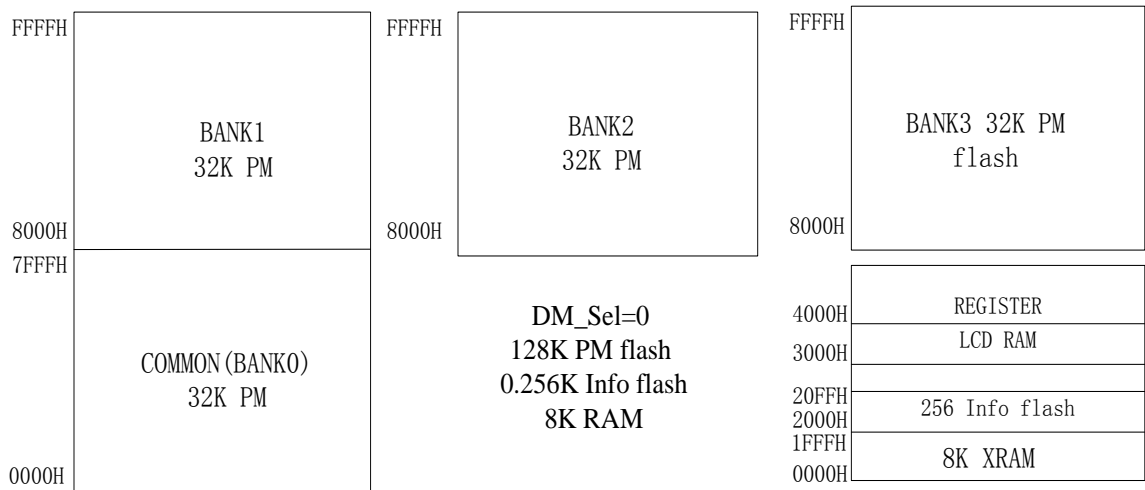 FFFFH
BANK1
32K PM
8000H
7FFFH
COMMON(BANK0)
32K PM
0000H
FFFFH
BANK2
32K PM
8000H
DM_Sel=0
128K PM flash
0.256K Info flash
8K RAM
FFFFH
BANK3 32K PM
flash
8000H
REGISTER
4000H
LCD RAM
3000H
20FFH
256 Info flash
2000H
1FFFH
8K XRAM
0000H